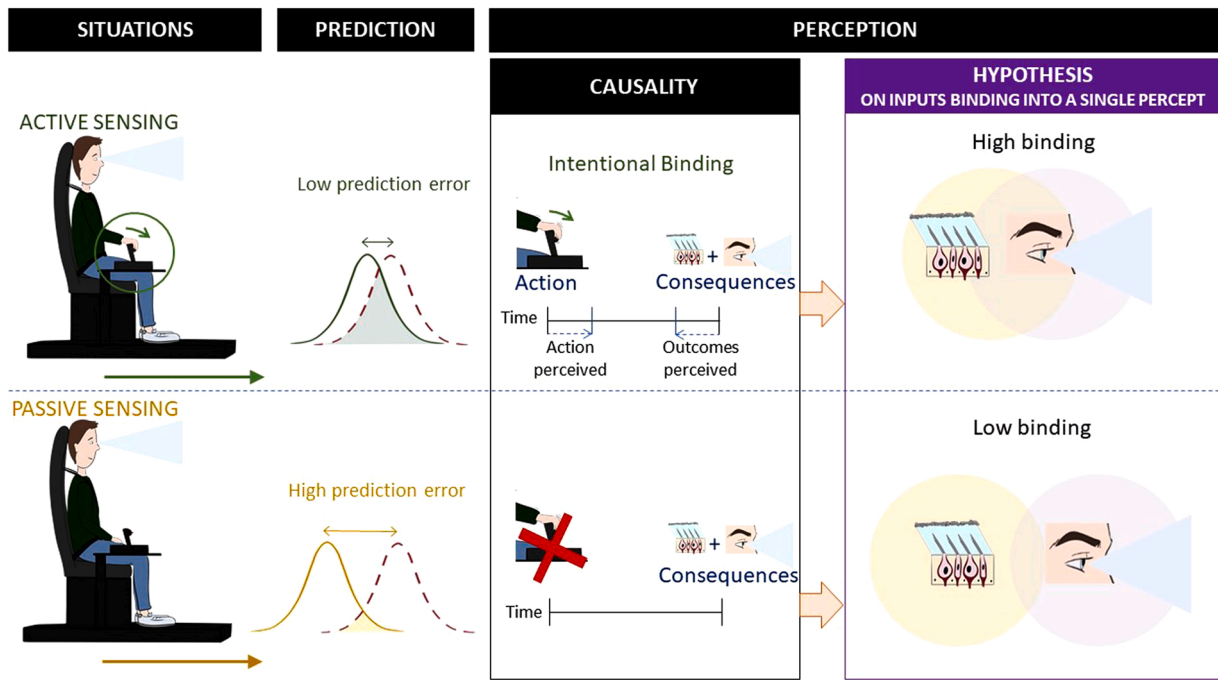 SITUATIONS
PREDICTION
PERCEPTION
CAUSALITY
HYPOTHESIS
ON INPUTS BINDING INTO A SINGLE PERCEPT
ACTIVE SENSING
Low prediction error
Intentional Binding
High binding
+
Action
Consequences
Time
Action
perceived
Outcomes
perceived
PASSIVE SENSING
High prediction error
Low binding
+
Consequences
Time